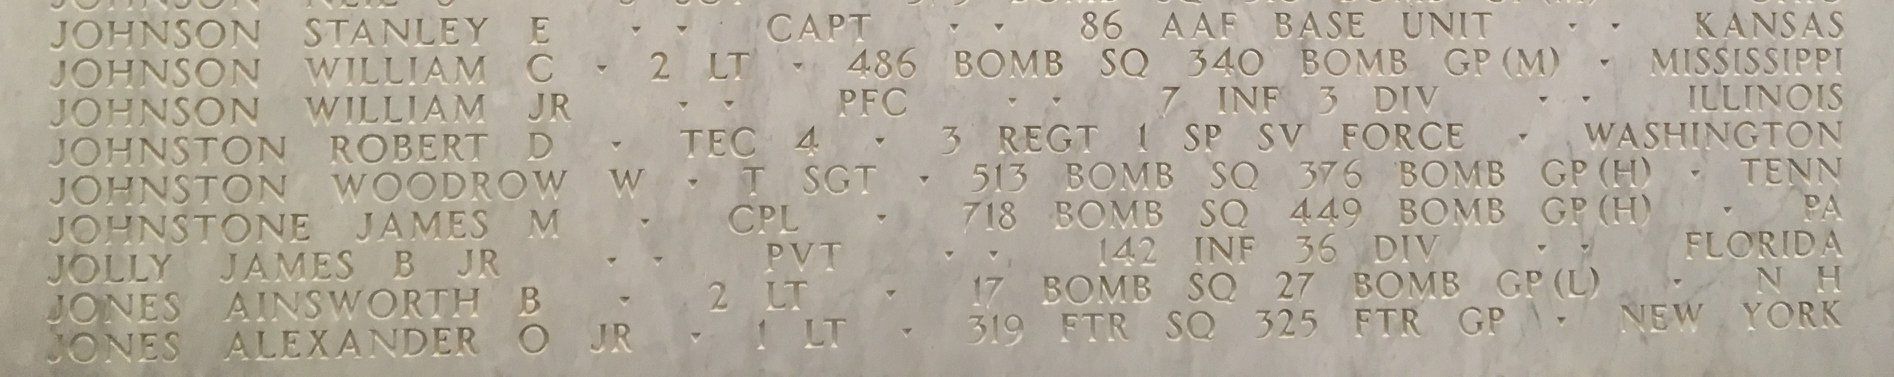 JOHNSON STANLEY E · · CAPT · · 86 AAF BASE UNIT · · KANSAS
JOHNSON WILLIAM C · 2 LT · 486 BOMB SQ 340 BOMB GP (M) · MISSISSIPPI
JOHNSON WILLIAM JR · · PFC · · 7 INF 3 DIV · · ILLINOIS
JOHNSTON ROBERT D · TEC 4 · 3 REGT 1 SP SV FORCE · WASHINGTON
JOHNSTON WOODROW W · T SGT · 513 BOMB SQ 376 BOMB GP (H) · TENN
JOHNSTONE JAMES M · CPL · 718 BOMB SQ 449 BOMB GP (H) · PA
JOLLY JAMES B JR · · PVT · · 142 INF 36 DIV · · FLORIDA
JONES AINSWORTH B · 2 LT · 17 BOMB SQ 27 BOMB GP (L) · N H
JONES ALEXANDER O JR · 1 LT · 319 FTR SQ 325 FTR GP · NEW YORK